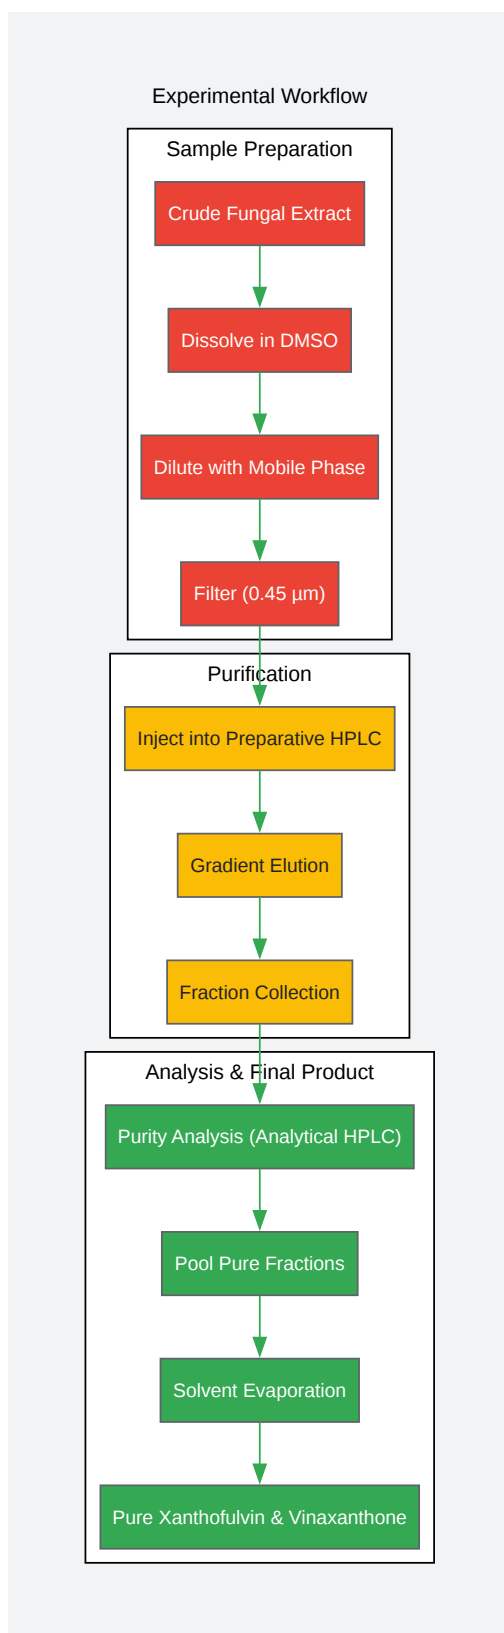 Experimental Workflow
Sample Preparation
Crude Fungal Extract
Dissolve in DMSO
Dilute with Mobile Phase
Filter (0.45 µm)
Purification
Inject into Preparative HPLC
Gradient Elution
Fraction Collection
Analysis & Final Product
Purity Analysis (Analytical HPLC)
Pool Pure Fractions
Solvent Evaporation
Pure Xanthofulvin & Vinaxanthone